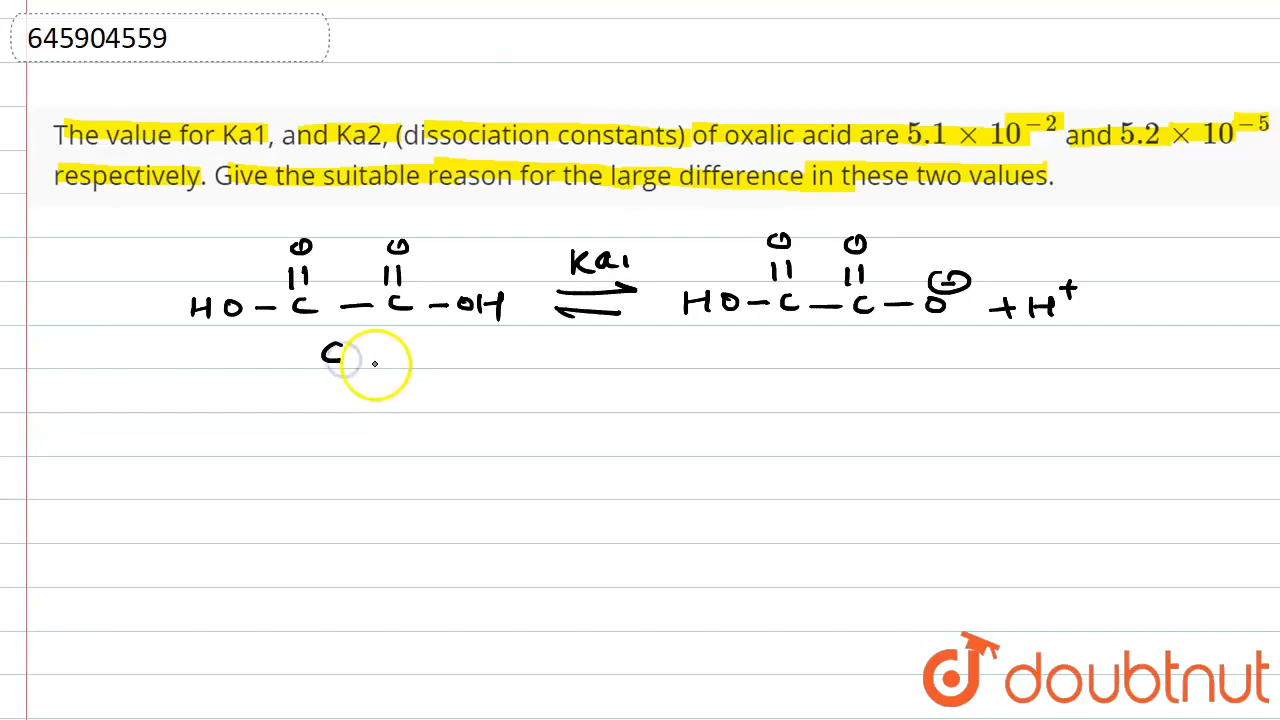 645904559
The value for Ka1, and Ka2, (dissociation constants) of oxalic acid are 5.1 × 10⁻² and 5.2 × 10⁻⁵
respectively. Give the suitable reason for the large difference in these two values.
O O Ka1 O O
HO – C – C – OH ⇌ HO – C – C – O⊖ + H⁺
C
doubtnut